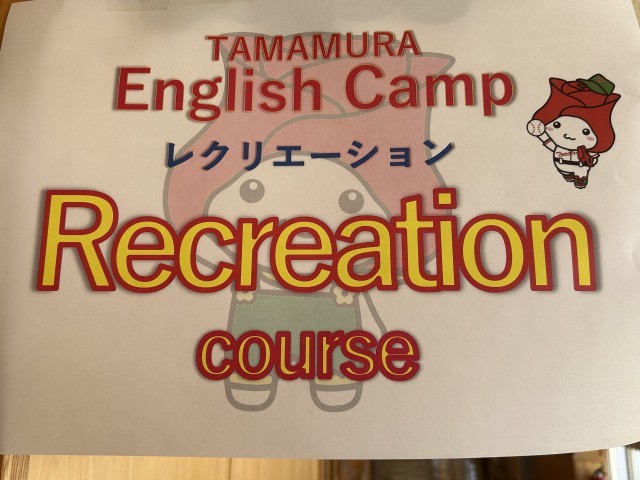 TAMAMURA
English Camp
レクリエーション
Recreation
course